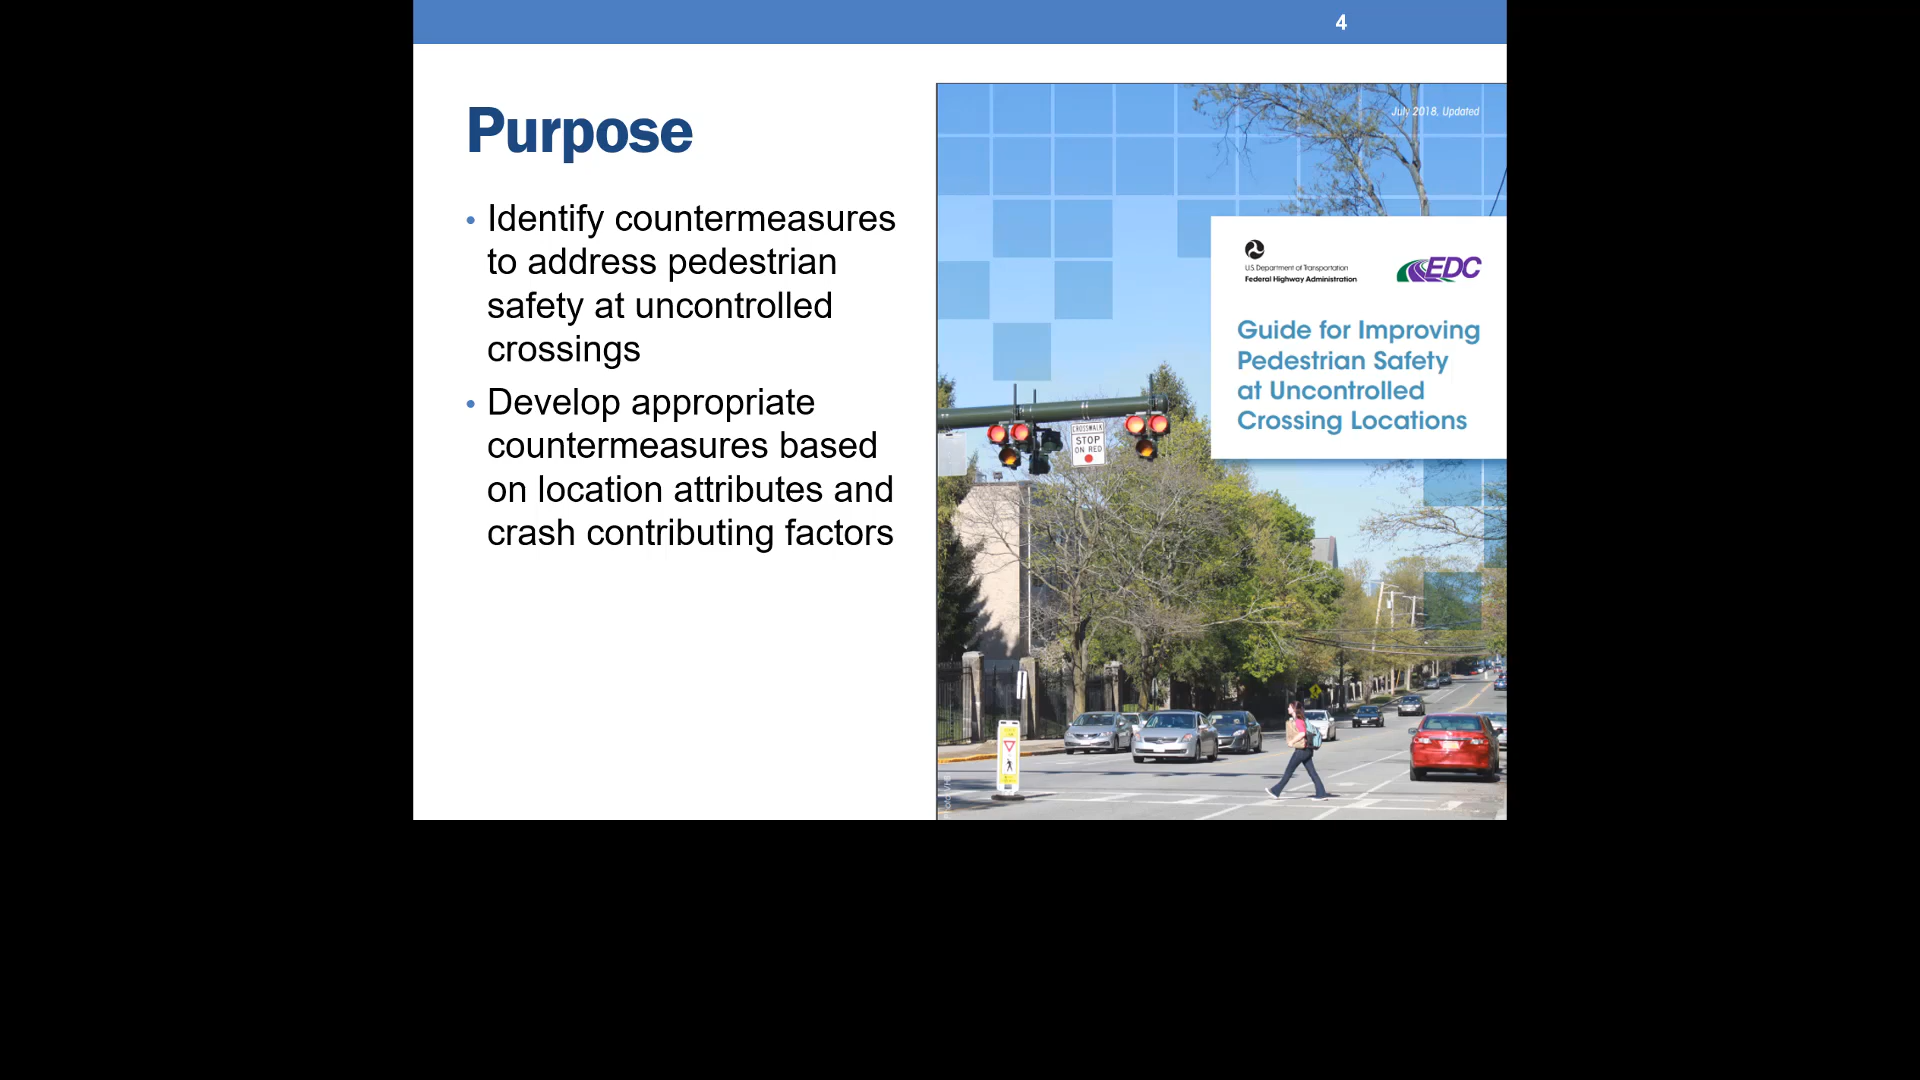 4
Purpose
• Identify countermeasures
to address pedestrian
safety at uncontrolled
crossings
• Develop appropriate
countermeasures based
on location attributes and
crash contributing factors
July 2018, Updated
U.S. Department of Transportation
Federal Highway Administration
EDC
Guide for Improving
Pedestrian Safety
at Uncontrolled
Crossing Locations
CROSSWALK
STOP
ON RED